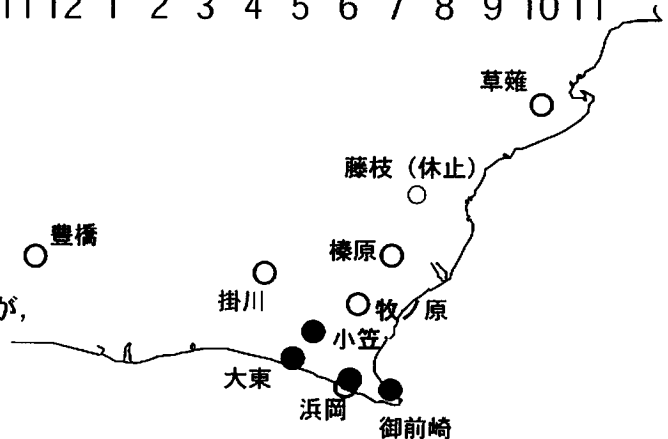 11 12 1 2 3 4 5 6 7 8 9 10 11
草薙
藤枝（休止）
豊橋
榛原
掛川
牧ノ原
が，
小笠
大東
浜岡
御前崎